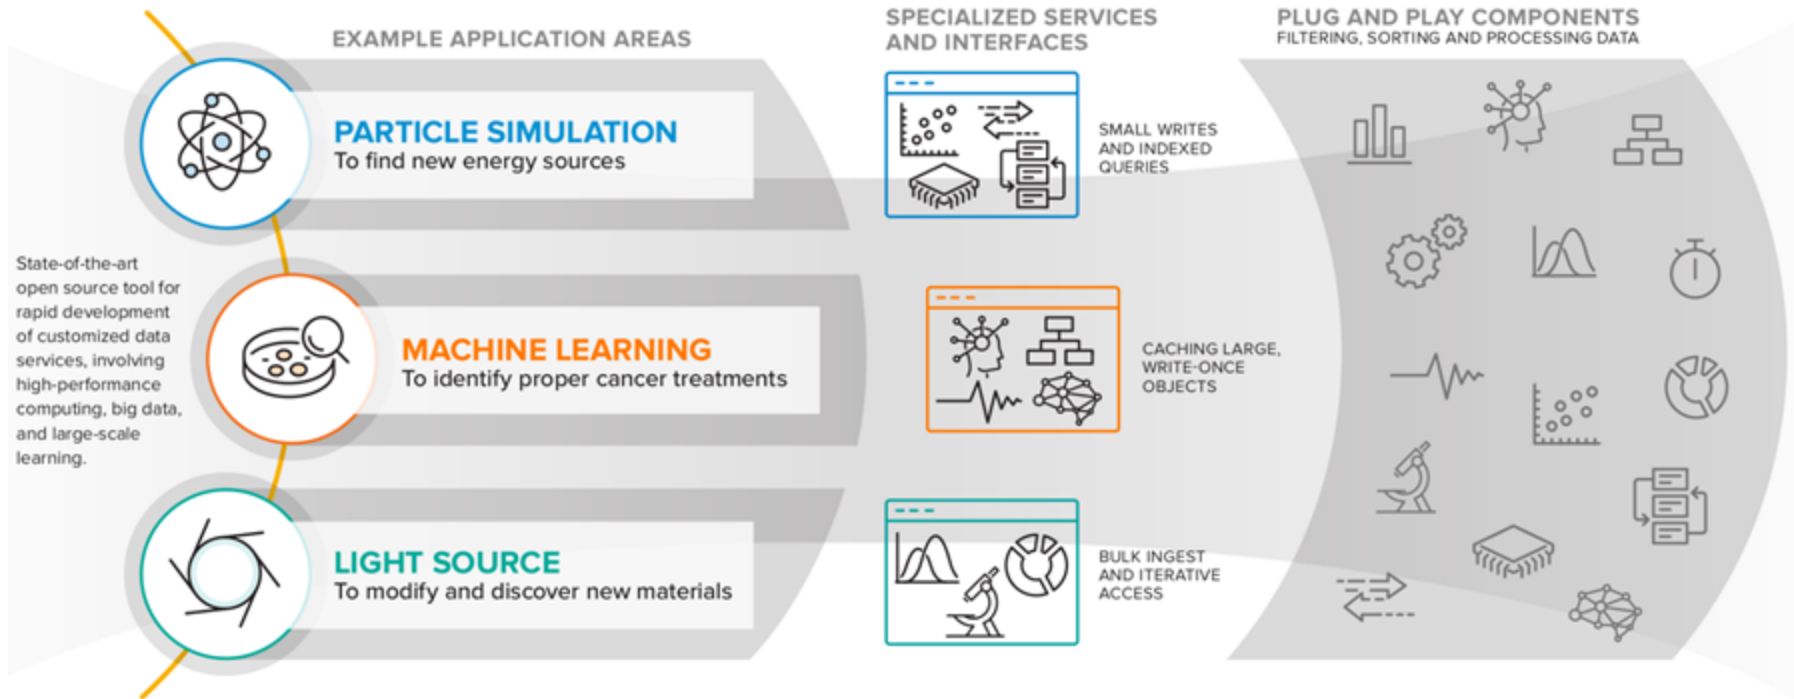 State-of-the-art
open source tool for
rapid development
of customized data
services, involving
high-performance
computing, big data,
and large-scale
learning.
EXAMPLE APPLICATION AREAS
PARTICLE SIMULATION
To find new energy sources
MACHINE LEARNING
To identify proper cancer treatments
LIGHT SOURCE
To modify and discover new materials
SPECIALIZED SERVICES
AND INTERFACES
SMALL WRITES
AND INDEXED
QUERIES
CACHING LARGE,
WRITE-ONCE
OBJECTS
BULK INGEST
AND ITERATIVE
ACCESS
PLUG AND PLAY COMPONENTS
FILTERING, SORTING AND PROCESSING DATA